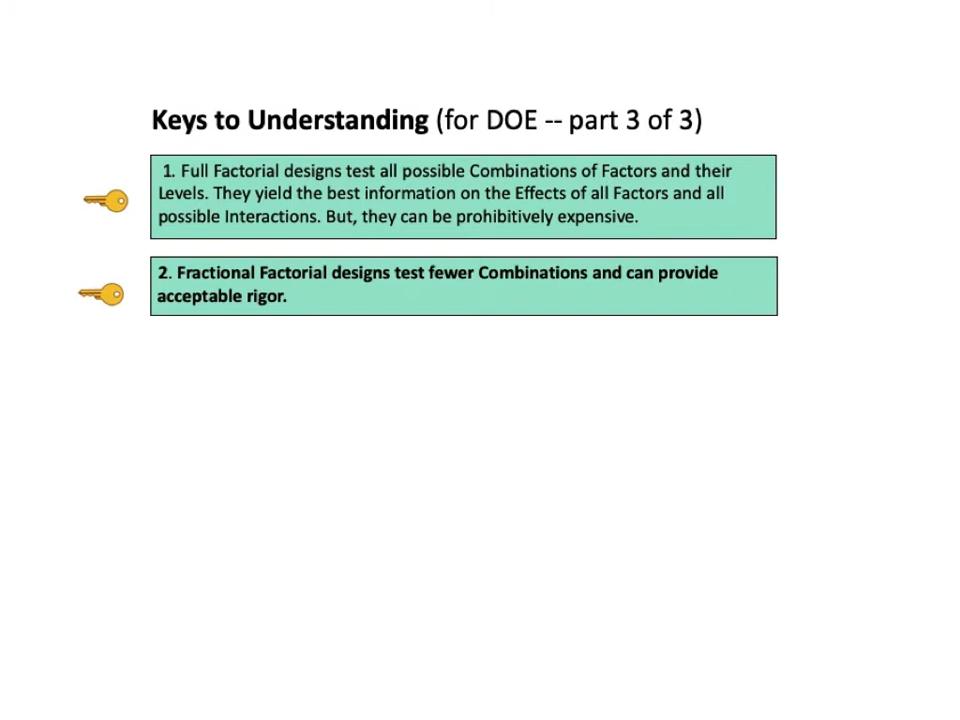 Keys to Understanding (for DOE -- part 3 of 3)
1. Full Factorial designs test all possible Combinations of Factors and their
Levels. They yield the best information on the Effects of all Factors and all
possible Interactions. But, they can be prohibitively expensive.
2. Fractional Factorial designs test fewer Combinations and can provide
acceptable rigor.